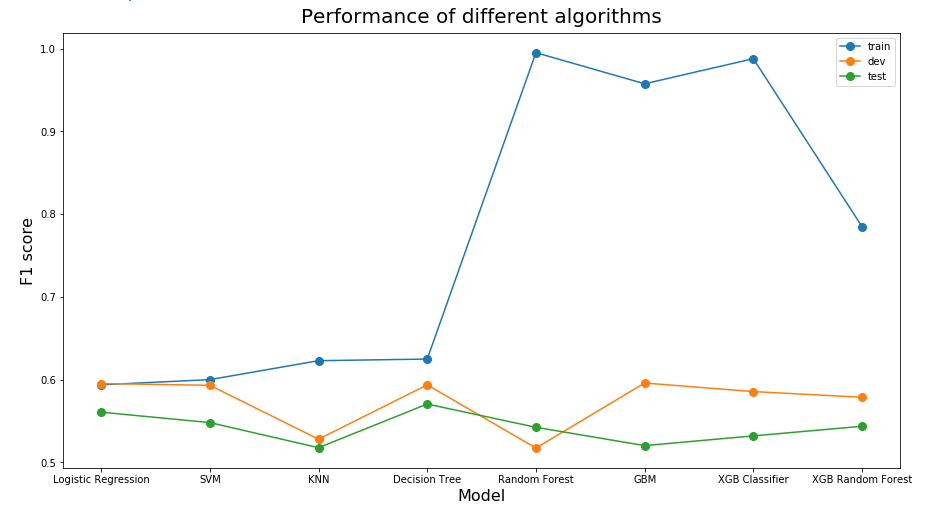 Performance of different algorithms
1.0
0.9
0.8
0.7
0.6
0.5
F1 score
train
dev
test
Logistic Regression SVM KNN Decision Tree Random Forest GBM XGB Classifier XGB Random Forest
Model